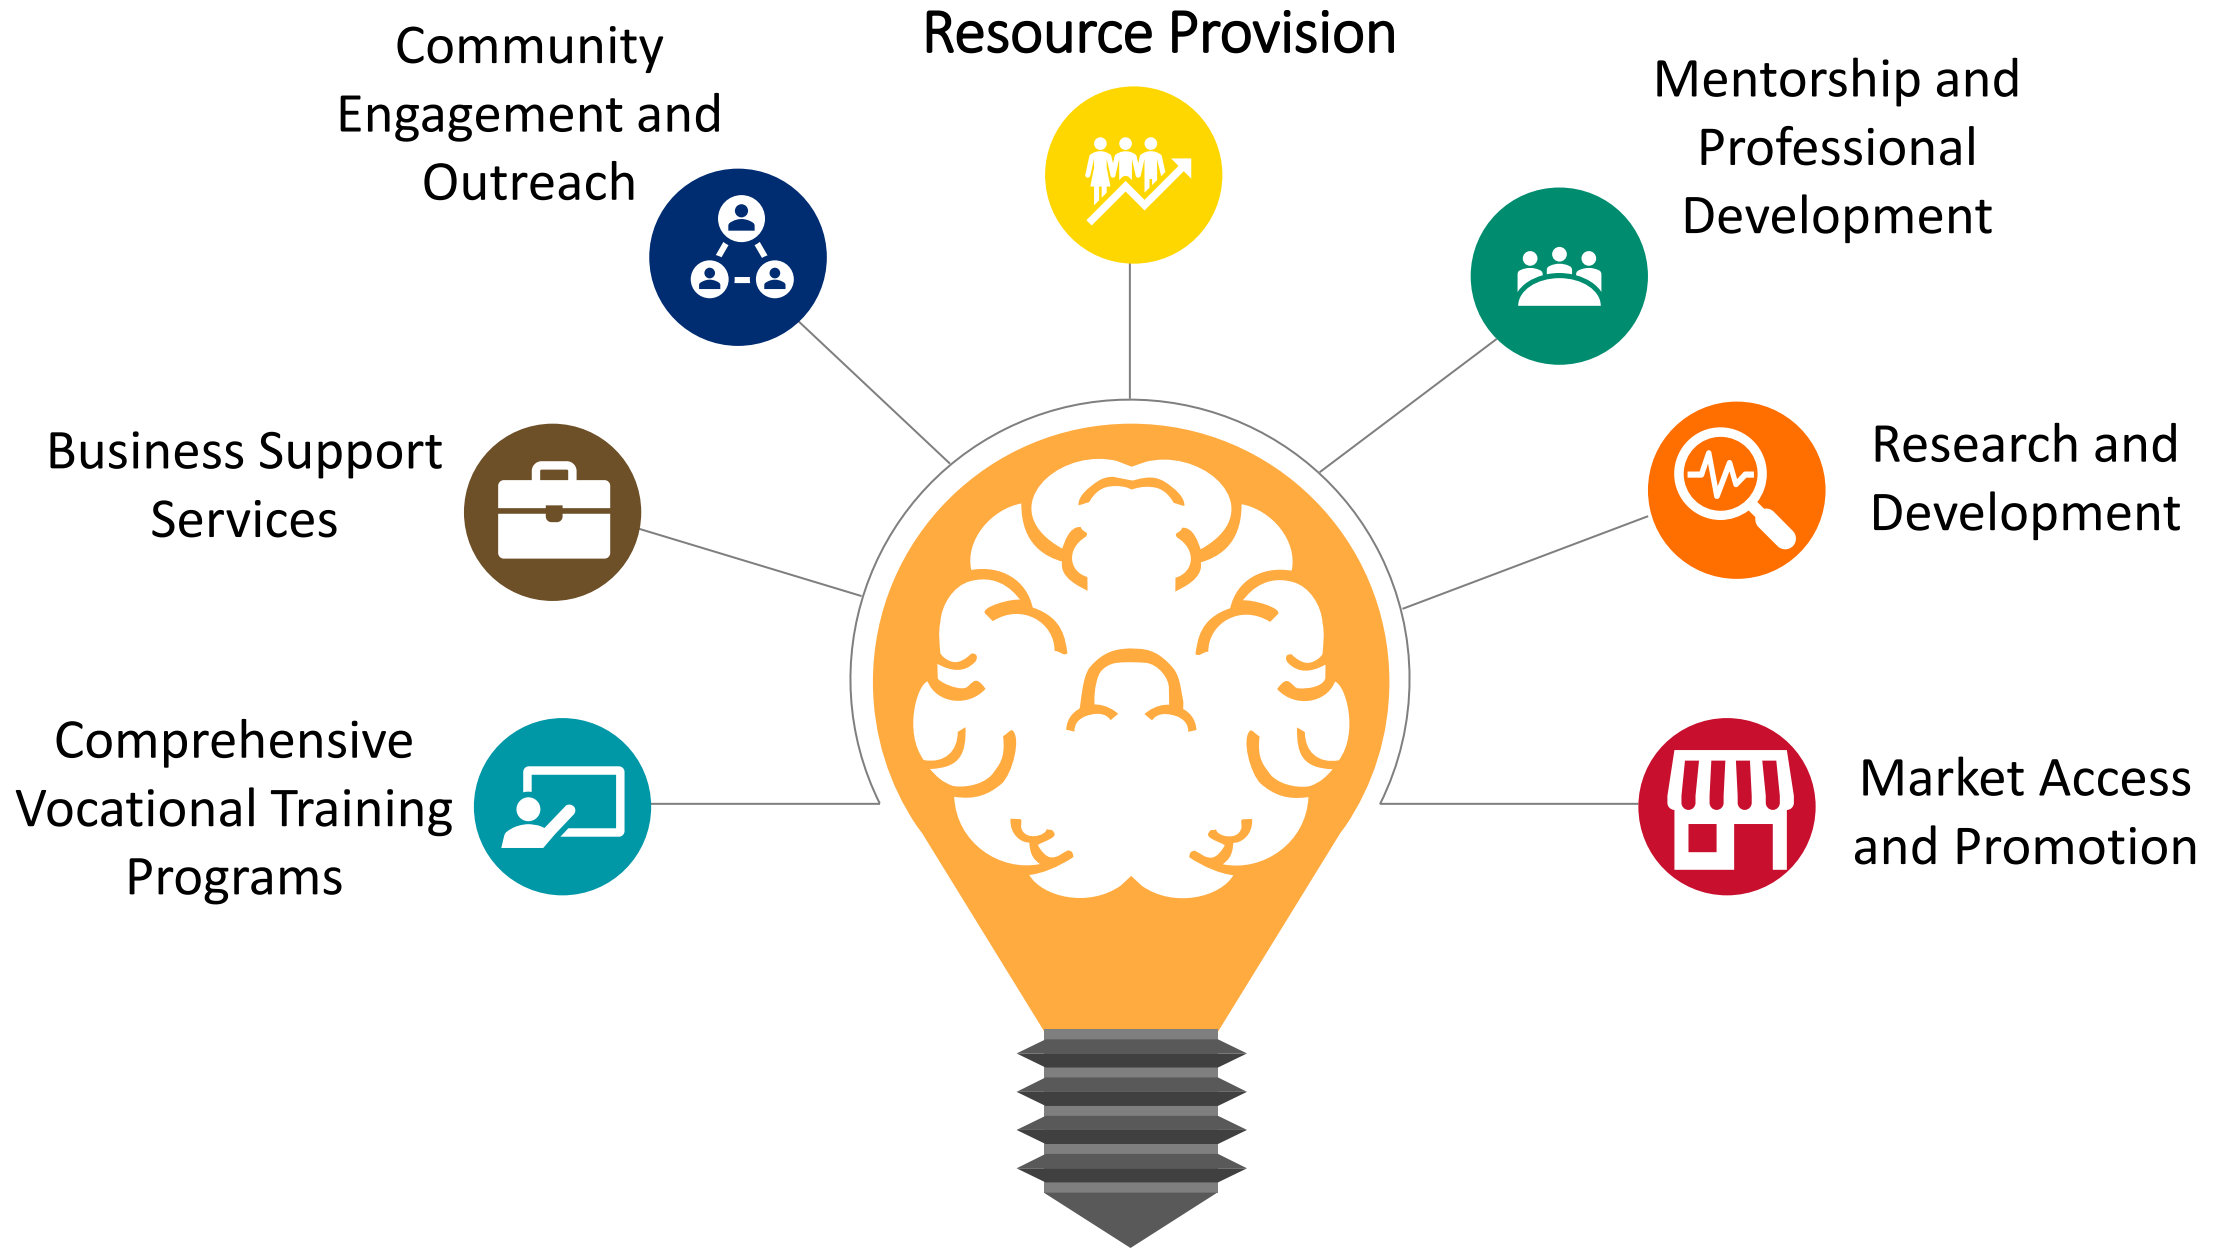 Resource Provision
Community
Engagement and
Outreach
Mentorship and
Professional
Development
Business Support
Services
Research and
Development
Comprehensive
Vocational Training
Programs
Market Access
and Promotion